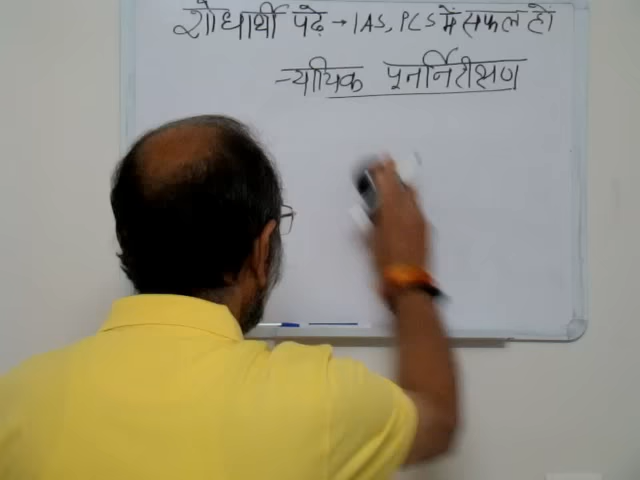 शोधार्थी पढ़े → IAS, PCS में सफल हों
न्यायिक पुनर्निरीक्षण